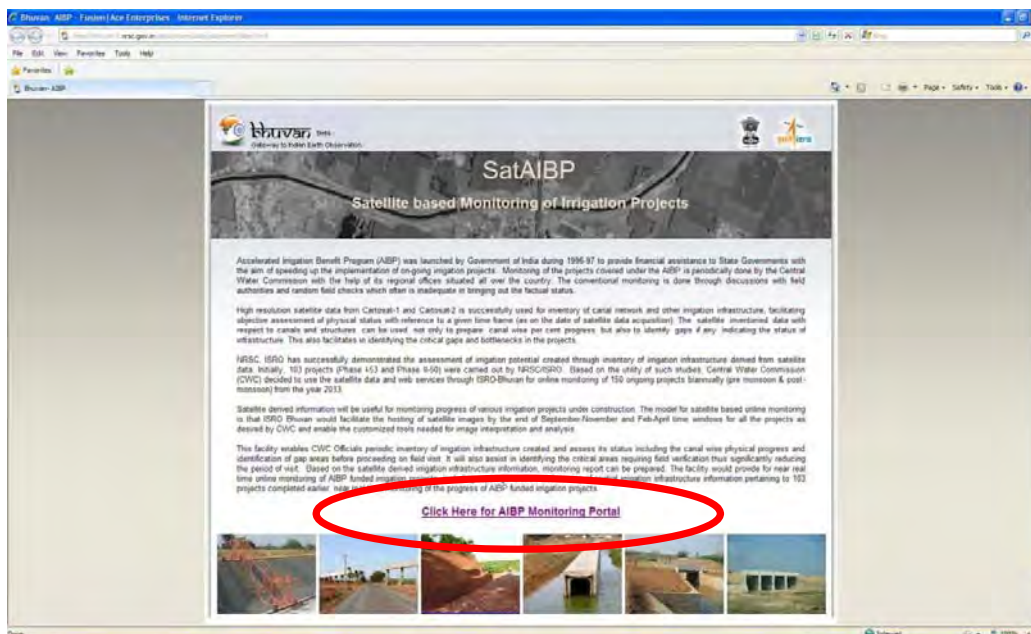 Bhuvan AIBP - Fusion | Ace Enterprises - Internet Explorer
File Edit View Favorites Tools Help
Favorites
Bhuvan- AIBP
Page Safety Tools
bhuvan
Gateway to Indian Earth Observation
SatAIBP
Satellite based Monitoring of Irrigation Projects
Accelerated Irrigation Benefit Program (AIBP) was launched by Government of India during 1996-97 to provide financial assistance to State Governments with
the aim of speeding up the implementation of on-going irrigation projects. Monitoring of the projects covered under the AIBP is periodically done by the Central
Water Commission with the help of its regional offices situated all over the country. The conventional monitoring is done through discussions with field
authorities and random field checks which often is inadequate in bringing out the factual status.
High resolution satellite data from Cartosat-1 and Cartosat-2 is successfully used for inventory of canal network and other irrigation infrastructure, facilitating
objective assessment of physical status with reference to a given time frame (as on the date of satellite data acquisition). The satellite inventoried data with
respect to canals and structures can be used not only to prepare canal wise per cent progress, but also to identify gaps if any indicating the status of
infrastructure. This also facilitates in identifying the critical gaps and bottlenecks in the projects.
NRSC, ISRO has successfully demonstrated the assessment of irrigation potential created through inventory of irrigation infrastructure derived from satellite
data. Initially, 103 projects (Phase I-53 and Phase II-50) were carried out by NRSC/ISRO. Based on the utility of such studies, Central Water Commission
(CWC) decided to use the satellite data and web services through ISRO-Bhuvan for online monitoring of 150 ongoing projects biannually (pre monsoon & post-
monsoon) from the year 2013.
Satellite derived information will be useful for monitoring progress of various irrigation projects under construction. The model for satellite based online monitoring
is that ISRO Bhuvan would facilitate the hosting of satellite images by the end of September-November and Feb-April time windows for all the projects as
desired by CWC and enable the customized tools needed for image interpretation and analysis.
This facility enables CWC Officials periodic inventory of irrigation infrastructure created and assess its status including the canal wise physical progress and
identification of gap areas before proceeding on field visit. It will also assist in identifying the critical areas requiring field verification thus significantly reducing
the period of visit. Based on the satellite derived irrigation infrastructure information, monitoring report can be prepared. The facility would provide for near real
time online monitoring of AIBP funded irrigation projects irrigation infrastructure information pertaining to 103
projects completed earlier, near monitoring of the progress of AIBP funded irrigation projects.
Click Here for AIBP Monitoring Portal